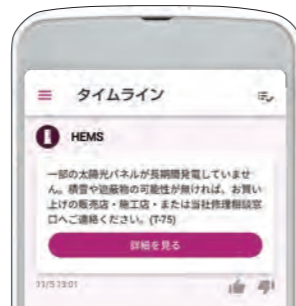 タイムライン
HEMS
一部の太陽光パネルが長期間発電していませ
ん。積雪や遮蔽物の可能性が無ければ、お買い
上げの販売店・施工店・または当社修理相談窓
口へご連絡ください。(T-75)
詳細を見る
11/5 13:01